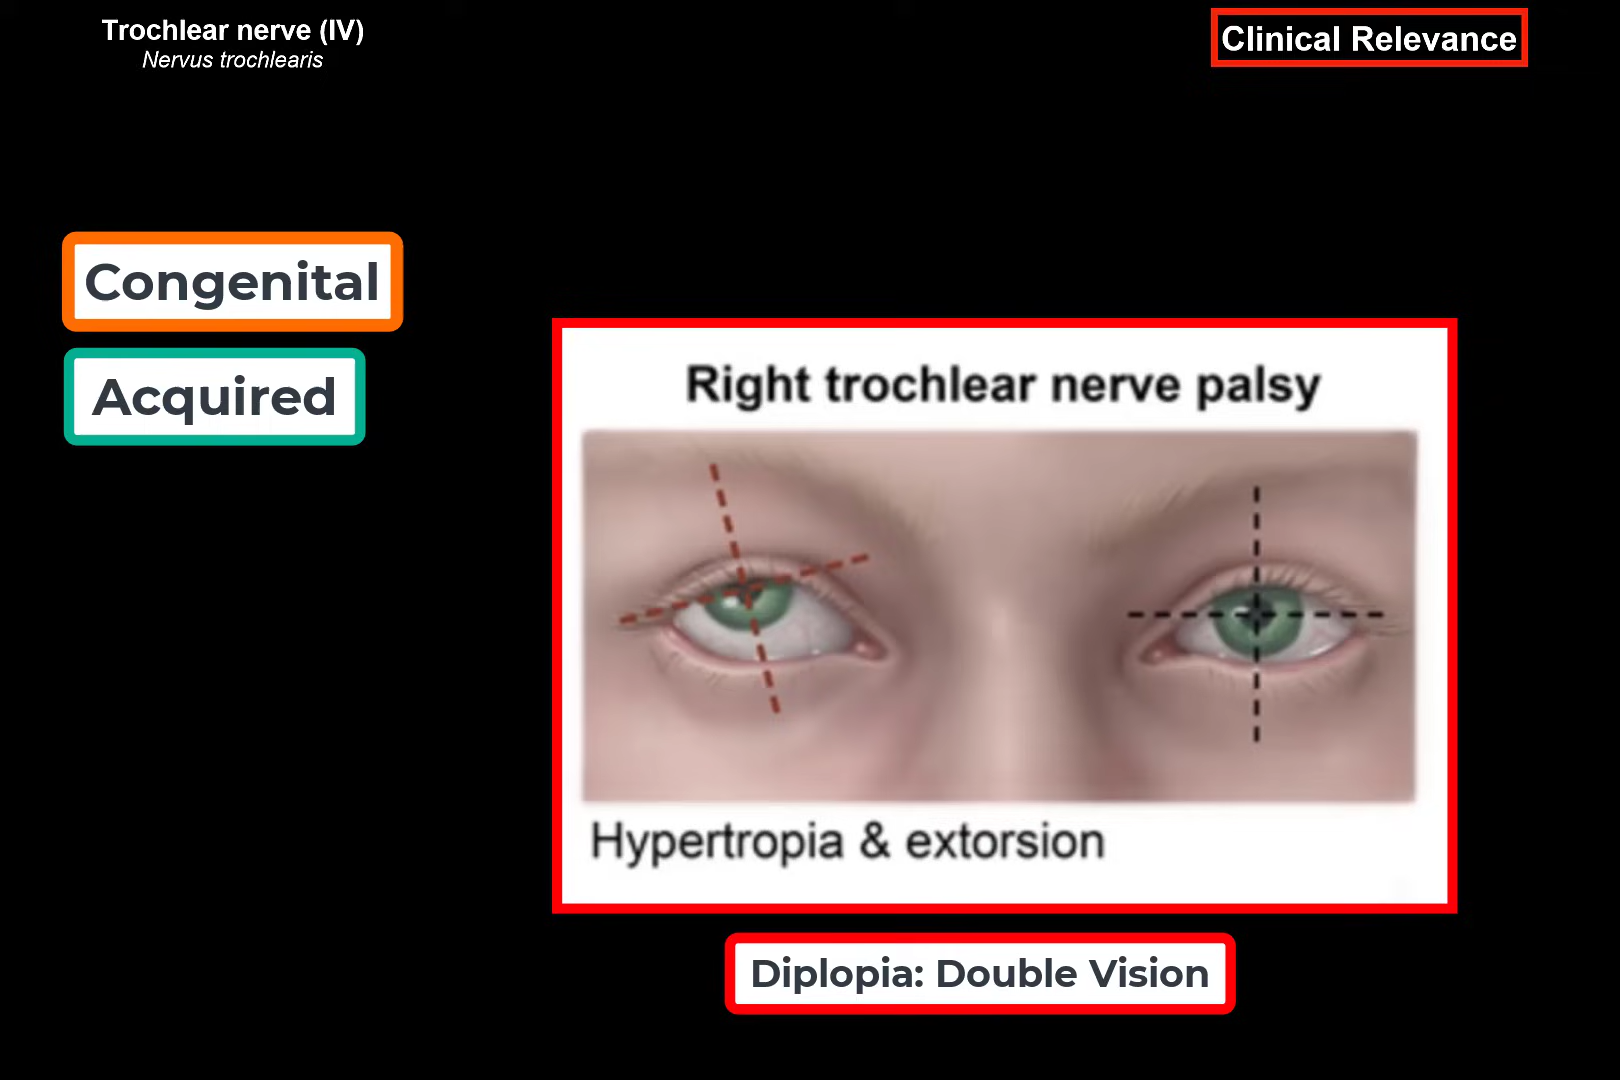 Trochlear nerve (IV)
Nervus trochlearis
Clinical Relevance
Congenital
Acquired
Right trochlear nerve palsy
Hypertropia & extorsion
Diplopia: Double Vision